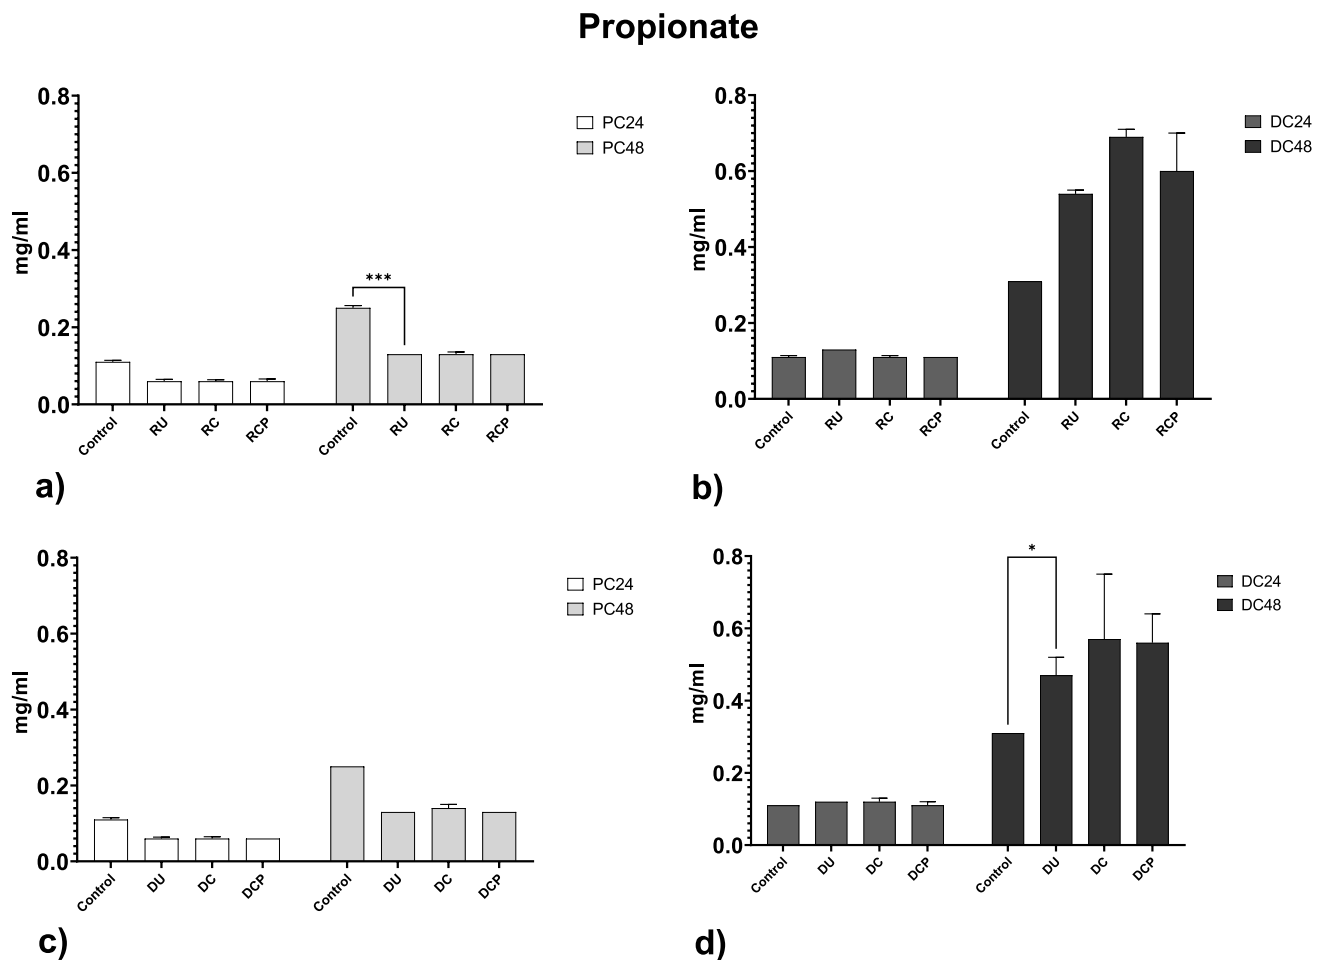 Propionate
0.8
0.6
0.4
0.2
0.0
mg/ml
***
Control RU RC RCP Control RU RC RCP
PC24
PC48
a)
0.8
0.6
0.4
0.2
0.0
mg/ml
Control RU RC RCP Control RU RC RCP
DC24
DC48
b)
0.8
0.6
0.4
0.2
0.0
mg/ml
Control DU DC DCP Control DU DC DCP
PC24
PC48
c)
0.8
0.6
0.4
0.2
0.0
mg/ml
*
Control DU DC DCP Control DU DC DCP
DC24
DC48
d)